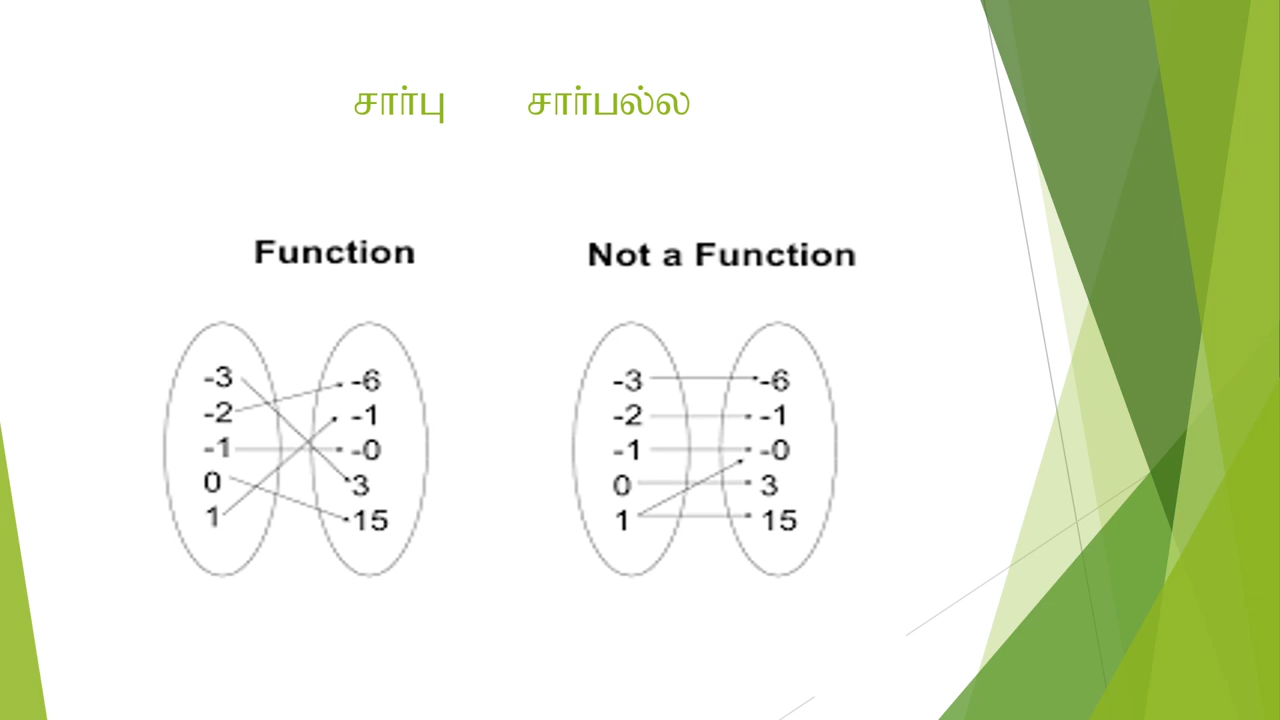 சார்பு சார்பல்ல
Function Not a Function
-3 -6 -3 -6
-2 -1 -2 -1
-1 -0 -1 -0
0 3 0 3
1 15 1 15